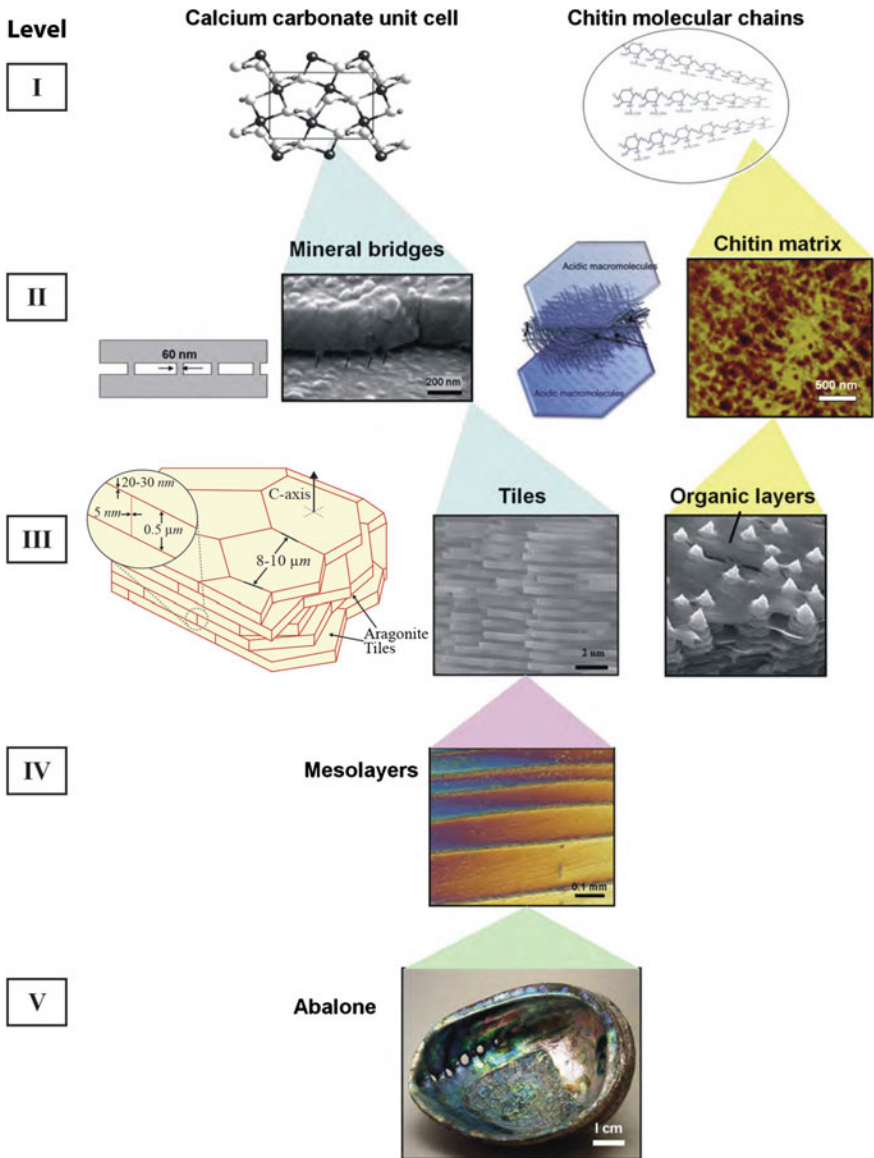 Level
Calcium carbonate unit cell
Chitin molecular chains
I
II
Mineral bridges
60 nm
200 nm
Acidic macromolecules
Acidic macromolecules
Chitin matrix
500 nm
III
20-30 nm
5 nm
0.5 µm
C-axis
8-10 µm
Aragonite
Tiles
Tiles
Organic layers
IV
Mesolayers
0.1 mm
V
Abalone
1 cm